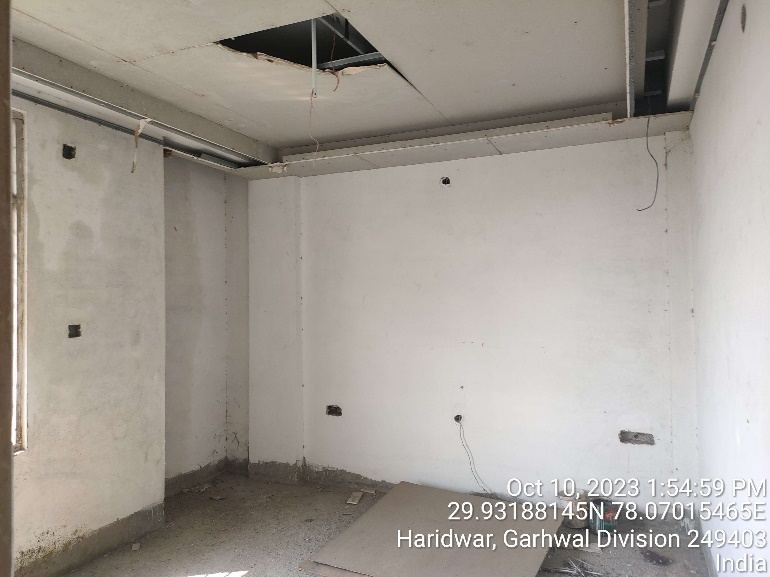 Oct 10, 2023 1:54:59 PM
29.93188145N 78.07015465E
Haridwar, Garhwal Division 249403
India